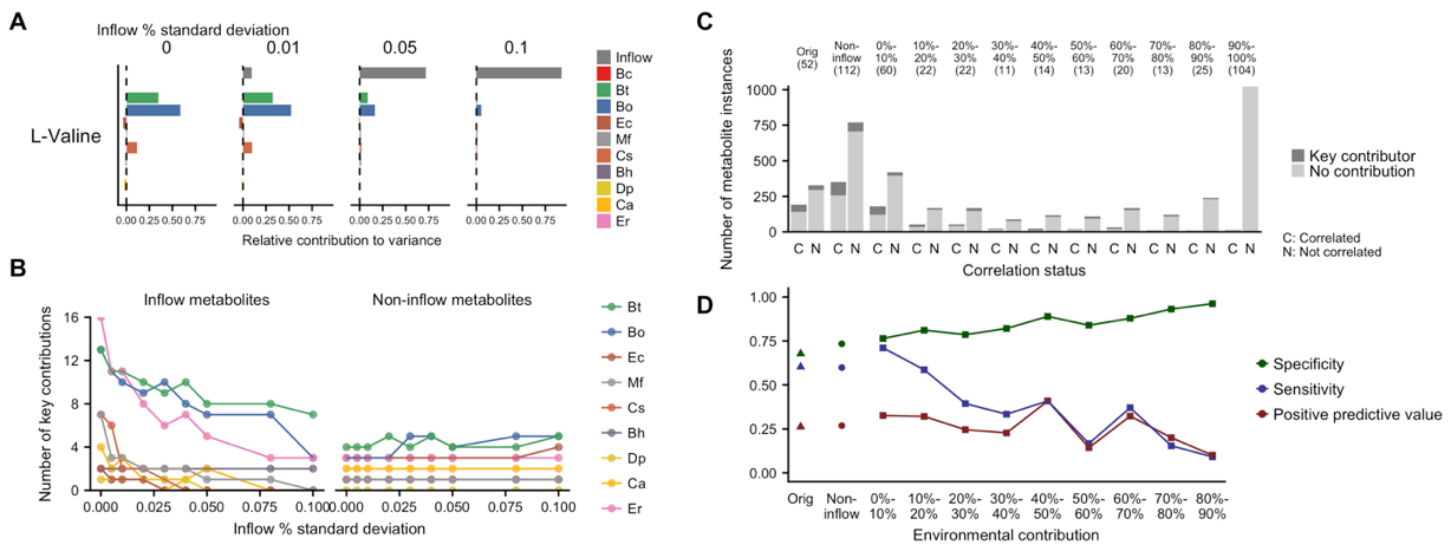 A
Inflow % standard deviation
0 0.01 0.05 0.1
L-Valine
0.00 0.25 0.50 0.75 0.00 0.25 0.50 0.75 0.00 0.25 0.50 0.75 0.00 0.25 0.50 0.75
Relative contribution to variance
Inflow
Bc
Bt
Bo
Ec
Mf
Cs
Bh
Dp
Ca
Er
B
Inflow metabolites Non-inflow metabolites
Number of key contributions
16
12
8
4
0
0.000 0.025 0.050 0.075 0.100 0.000 0.025 0.050 0.075 0.100
Inflow % standard deviation
Bt
Bo
Ec
Mf
Cs
Bh
Dp
Ca
Er
C
Orig (52)
Non-inflow (112)
0%-10% (60)
10%-20% (22)
20%-30% (22)
30%-40% (11)
40%-50% (14)
50%-60% (13)
60%-70% (20)
70%-80% (13)
80%-90% (25)
90%-100% (104)
Number of metabolite instances
1000
750
500
250
0
C N C N C N C N C N C N C N C N C N C N C N C N
Correlation status
Key contributor
No contribution
C: Correlated
N: Not correlated
D
1.00
0.75
0.50
0.25
0.00
Orig
Non-inflow
0%-10%
10%-20%
20%-30%
30%-40%
40%-50%
50%-60%
60%-70%
70%-80%
80%-90%
Environmental contribution
Specificity
Sensitivity
Positive predictive value